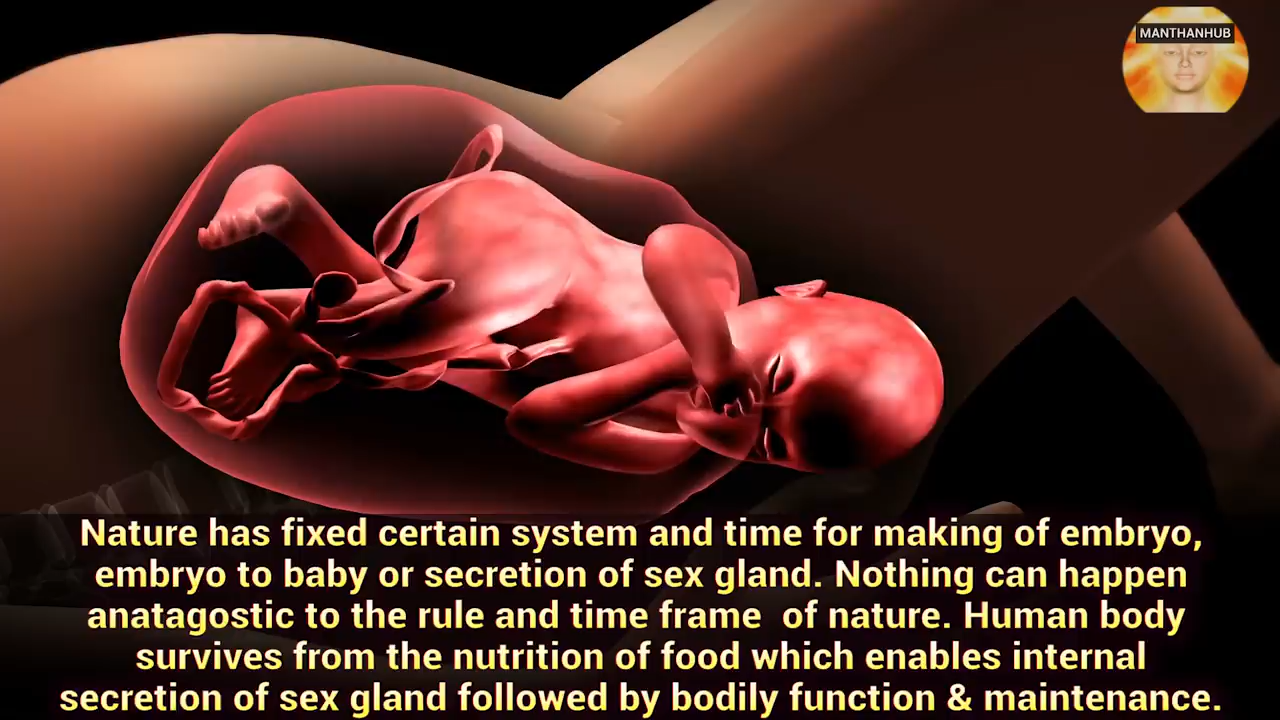 MANTHANHUB
Nature has fixed certain system and time for making of embryo,
embryo to baby or secretion of sex gland. Nothing can happen
anatagostic to the rule and time frame of nature. Human body
survives from the nutrition of food which enables internal
secretion of sex gland followed by bodily function & maintenance.